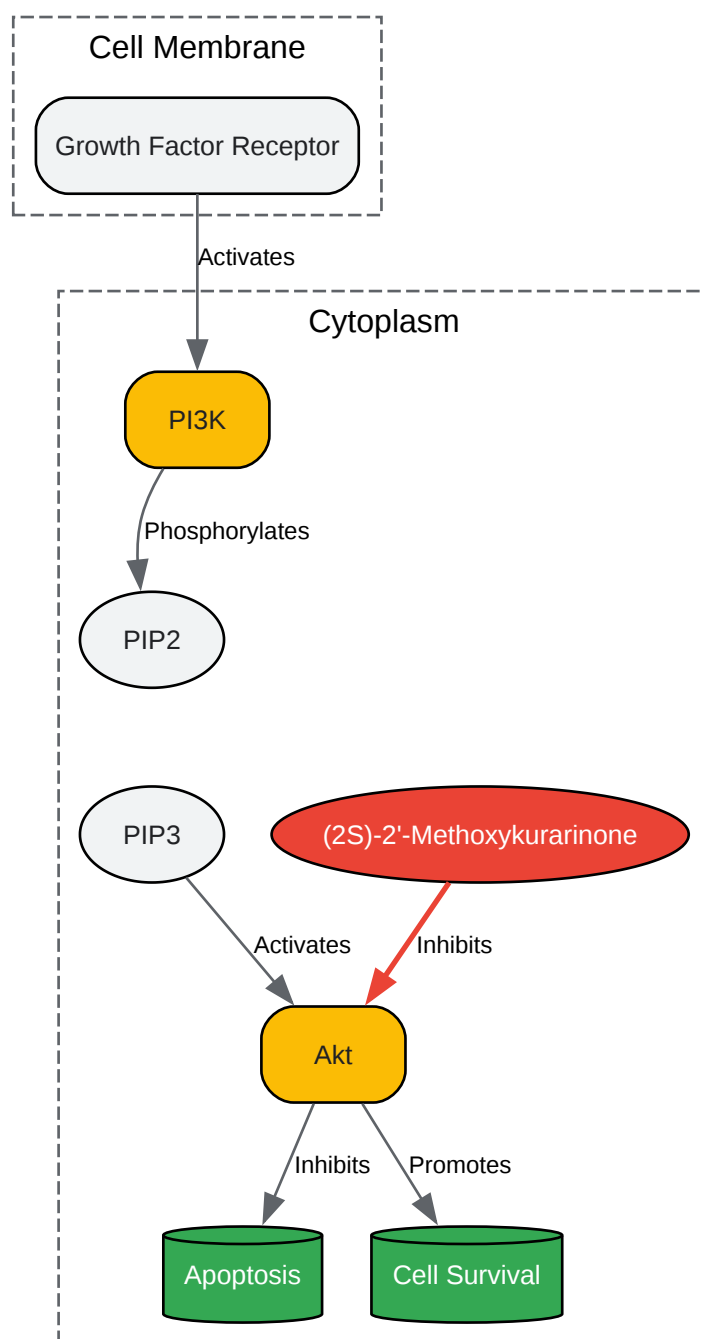 Cell Membrane
Growth Factor Receptor
Activates
Cytoplasm
PI3K
Phosphorylates
PIP2
PIP3
(2S)-2'-Methoxykurarinone
Activates
Inhibits
Akt
Inhibits
Promotes
Apoptosis
Cell Survival